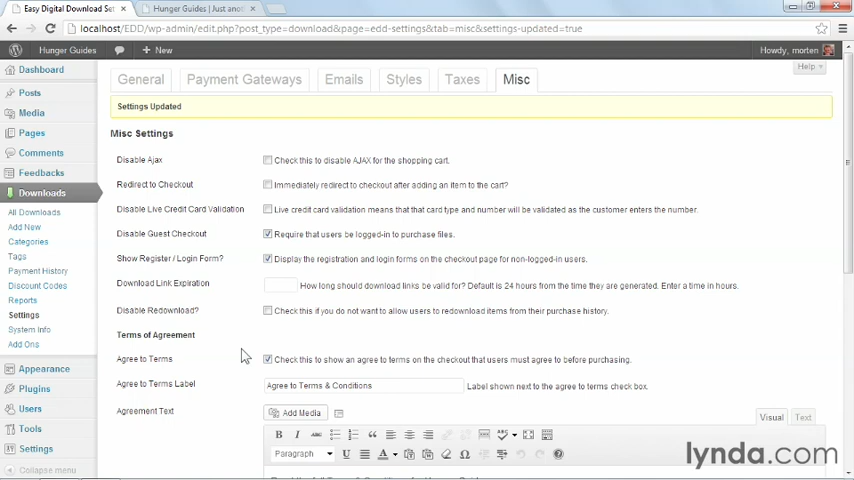 Easy Digital Download Set
Hunger Guides | Just anot
localhost/EDD/wp-admin/edit.php?post_type=download&page=edd-settings&tab=misc&settings-updated=true
Hunger Guides
+ New
Howdy, morten
Help
Dashboard
Posts
Media
Pages
Comments
Feedbacks
Downloads
All Downloads
Add New
Categories
Tags
Payment History
Discount Codes
Reports
Settings
System Info
Add Ons
Appearance
Plugins
Users
Tools
Settings
Collapse menu
General
Payment Gateways
Emails
Styles
Taxes
Misc
Settings Updated
Misc Settings
Disable Ajax
Check this to disable AJAX for the shopping cart.
Redirect to Checkout
Immediately redirect to checkout after adding an item to the cart?
Disable Live Credit Card Validation
Live credit card validation means that that card type and number will be validated as the customer enters the number.
Disable Guest Checkout
Require that users be logged-in to purchase files.
Show Register / Login Form?
Display the registration and login forms on the checkout page for non-logged-in users.
Download Link Expiration
How long should download links be valid for? Default is 24 hours from the time they are generated. Enter a time in hours.
Disable Redownload?
Check this if you do not want to allow users to redownload items from their purchase history.
Terms of Agreement
Agree to Terms
Check this to show an agree to terms on the checkout that users must agree to before purchasing.
Agree to Terms Label
Agree to Terms & Conditions
Label shown next to the agree to terms check box.
Agreement Text
Add Media
Visual
Text
B I ABC
Paragraph
U A
lynda.com